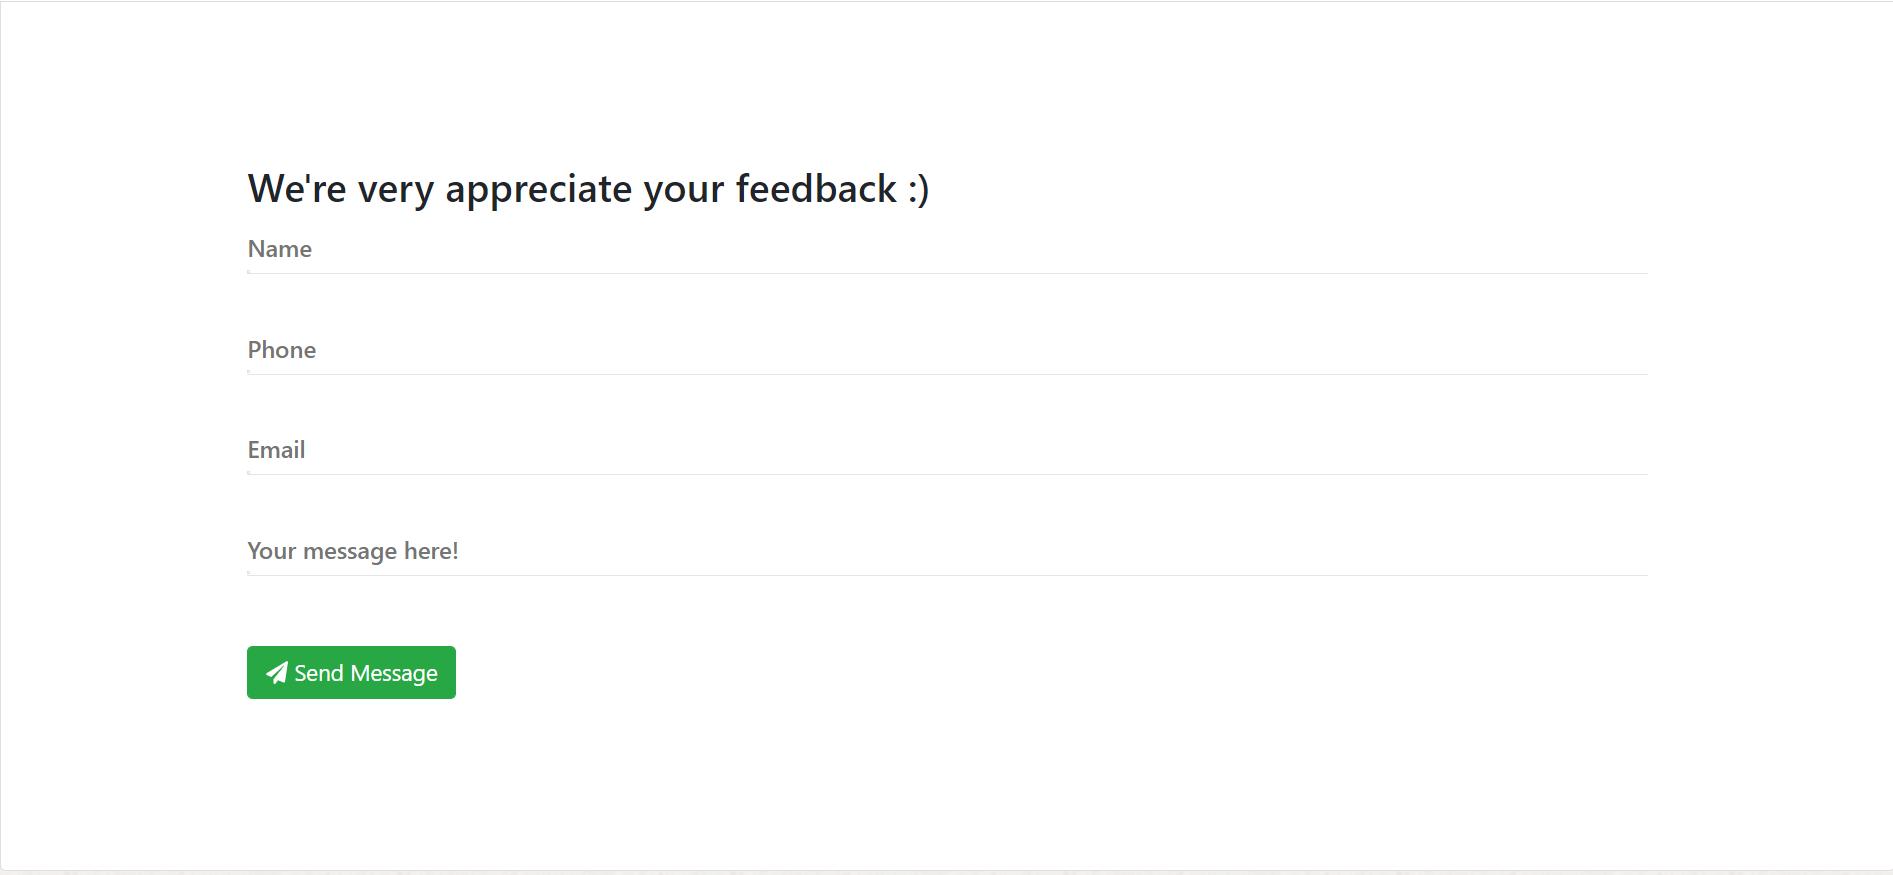 We're very appreciate your feedback :)
Name
Phone
Email
Your message here!
Send Message